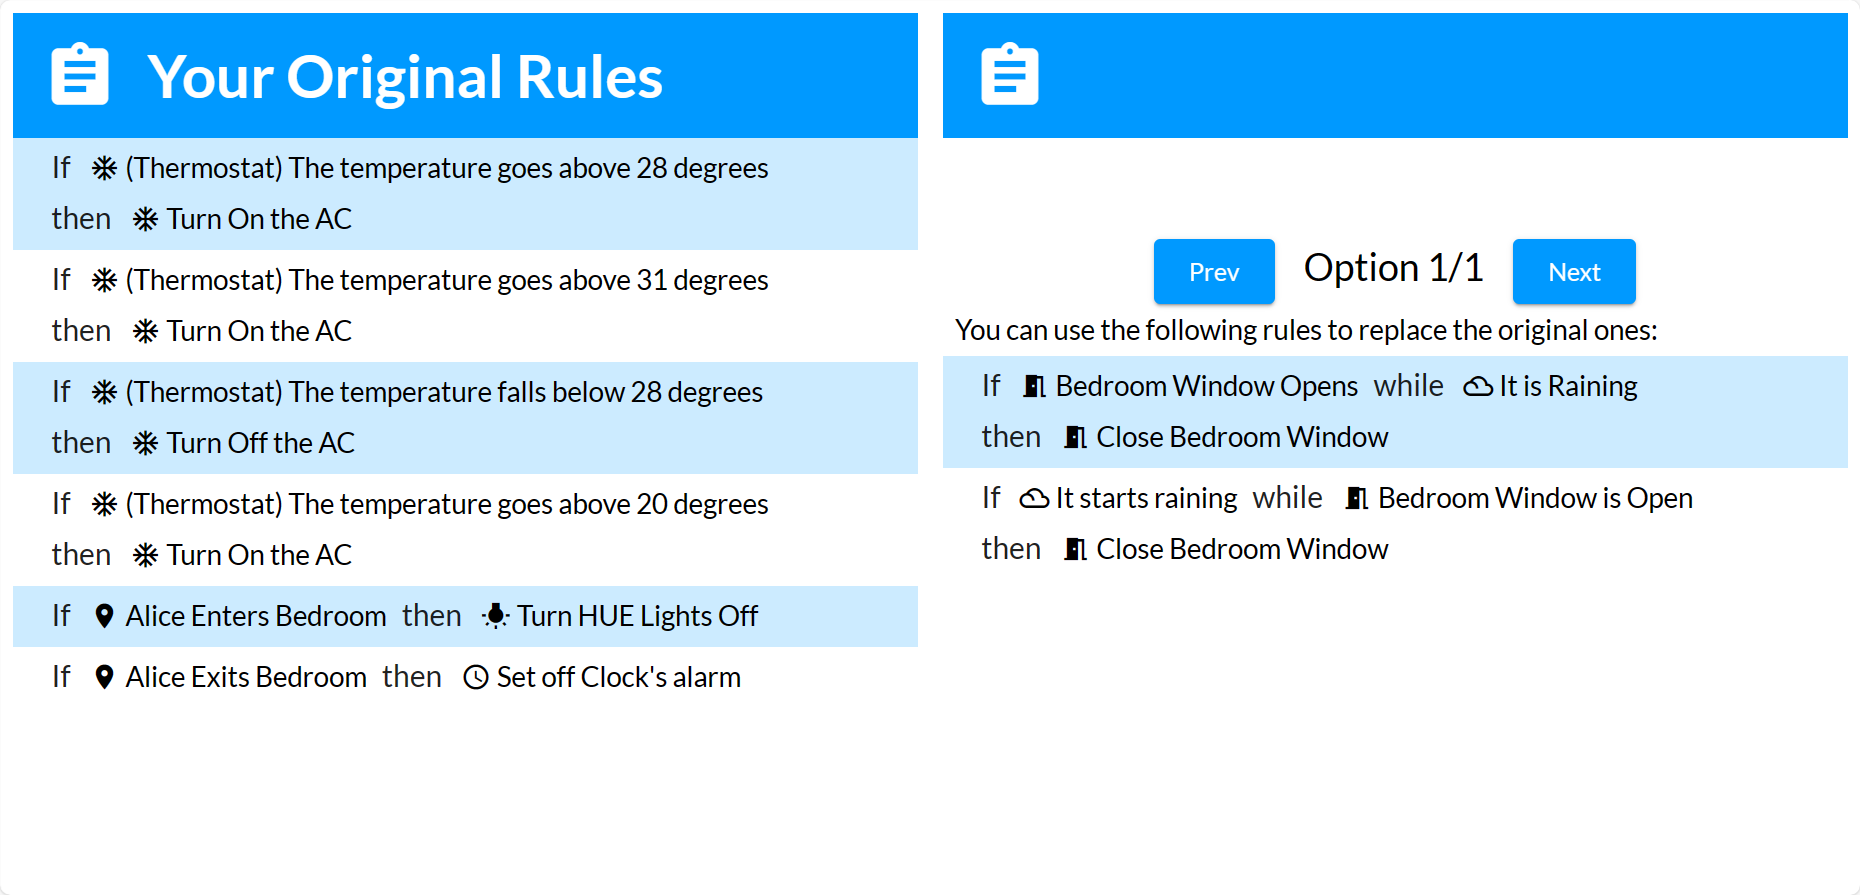 Your Original Rules
If (Thermostat) The temperature goes above 28 degrees
then Turn On the AC
If (Thermostat) The temperature goes above 31 degrees
then Turn On the AC
If (Thermostat) The temperature falls below 28 degrees
then Turn Off the AC
If (Thermostat) The temperature goes above 20 degrees
then Turn On the AC
If Alice Enters Bedroom then Turn HUE Lights Off
If Alice Exits Bedroom then Set off Clock's alarm
Prev Option 1/1 Next
You can use the following rules to replace the original ones:
If Bedroom Window Opens while It is Raining
then Close Bedroom Window
If It starts raining while Bedroom Window is Open
then Close Bedroom Window